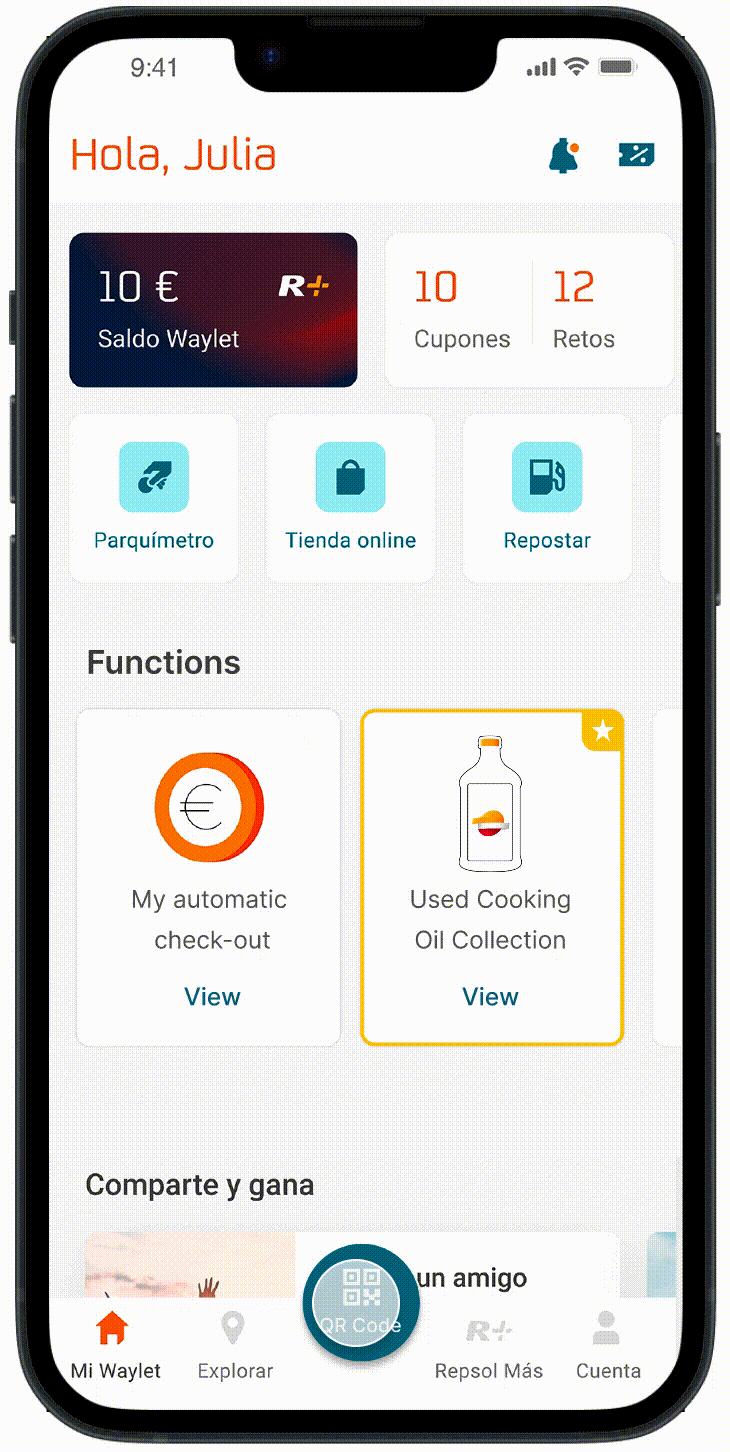 9:41
Hola, Julia
10 €
R+
Saldo Waylet
10
Cupones
12
Retos
Parquímetro
Tienda online
Repostar
Functions
My automatic
check-out
View
Used Cooking
Oil Collection
View
Comparte y gana
un amigo
QR Code
Mi Waylet
Explorar
R+
Repsol Más
Cuenta